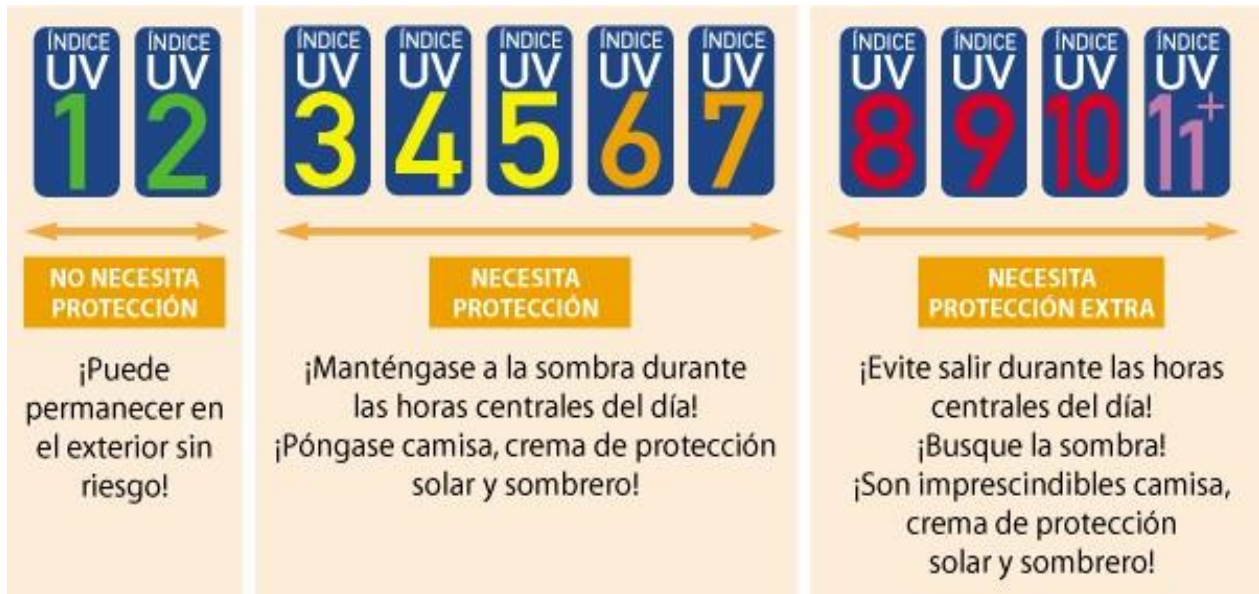 ÍNDICE
UV
1
ÍNDICE
UV
2
NO NECESITA
PROTECCIÓN
¡Puede
permanecer en
el exterior sin
riesgo!
ÍNDICE
UV
3
ÍNDICE
UV
4
ÍNDICE
UV
5
ÍNDICE
UV
6
ÍNDICE
UV
7
NECESITA
PROTECCIÓN
¡Manténgase a la sombra durante
las horas centrales del día!
¡Póngase camisa, crema de protección
solar y sombrero!
ÍNDICE
UV
8
ÍNDICE
UV
9
ÍNDICE
UV
10
ÍNDICE
UV
11+
NECESITA
PROTECCIÓN EXTRA
¡Evite salir durante las horas
centrales del día!
¡Busque la sombra!
¡Son imprescindibles camisa,
crema de protección
solar y sombrero!